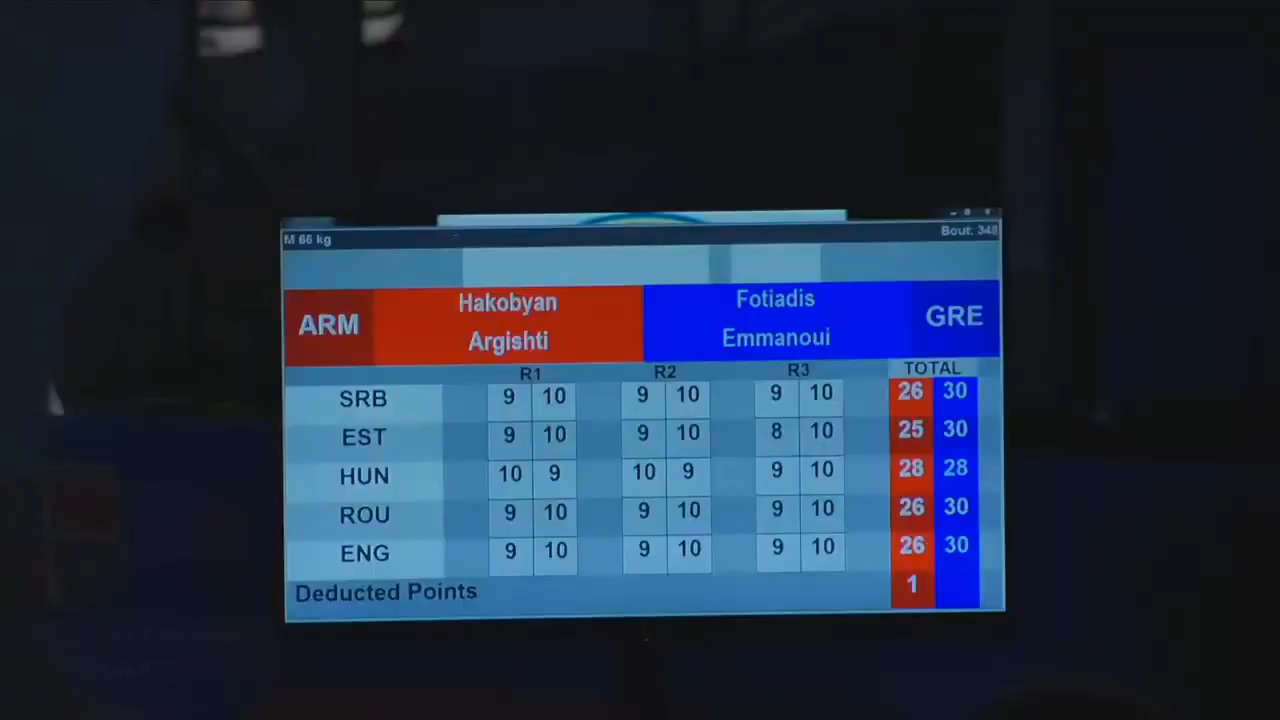 M 66 kg Bout: 348
ARM Hakobyan Argishti Fotiadis Emmanoui GRE
R1 R2 R3 TOTAL
SRB 9 10 9 10 9 10 26 30
EST 9 10 9 10 8 10 25 30
HUN 10 9 10 9 9 10 28 28
ROU 9 10 9 10 9 10 26 30
ENG 9 10 9 10 9 10 26 30
Deducted Points 1